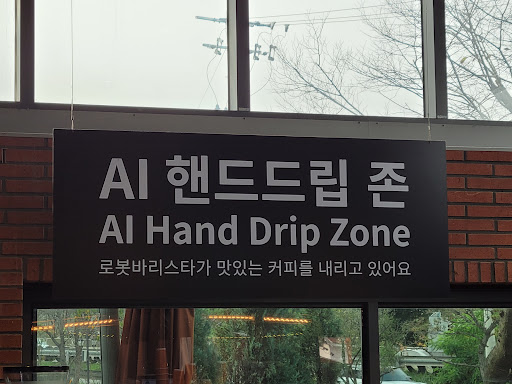 AI 핸드드립 존
AI Hand Drip Zone
로봇바리스타가 맛있는 커피를 내리고 있어요